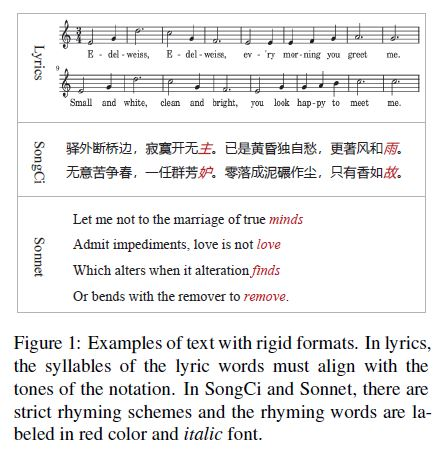 Lyrics
3 4
E - del - weiss, E - del - weiss, ev - 'ry mor - ning you greet me.
9
Small and white, clean and bright, you look hap - py to meet me.
SongCi
驿外断桥边，寂寞开无主。已是黄昏独自愁，更著风和雨。
无意苦争春，一任群芳妒。零落成泥碾作尘，只有香如故。
Sonnet
Let me not to the marriage of true minds
Admit impediments, love is not love
Which alters when it alteration finds
Or bends with the remover to remove.
Figure 1: Examples of text with rigid formats. In lyrics,
the syllables of the lyric words must align with the
tones of the notation. In SongCi and Sonnet, there are
strict rhyming schemes and the rhyming words are la-
beled in red color and italic font.